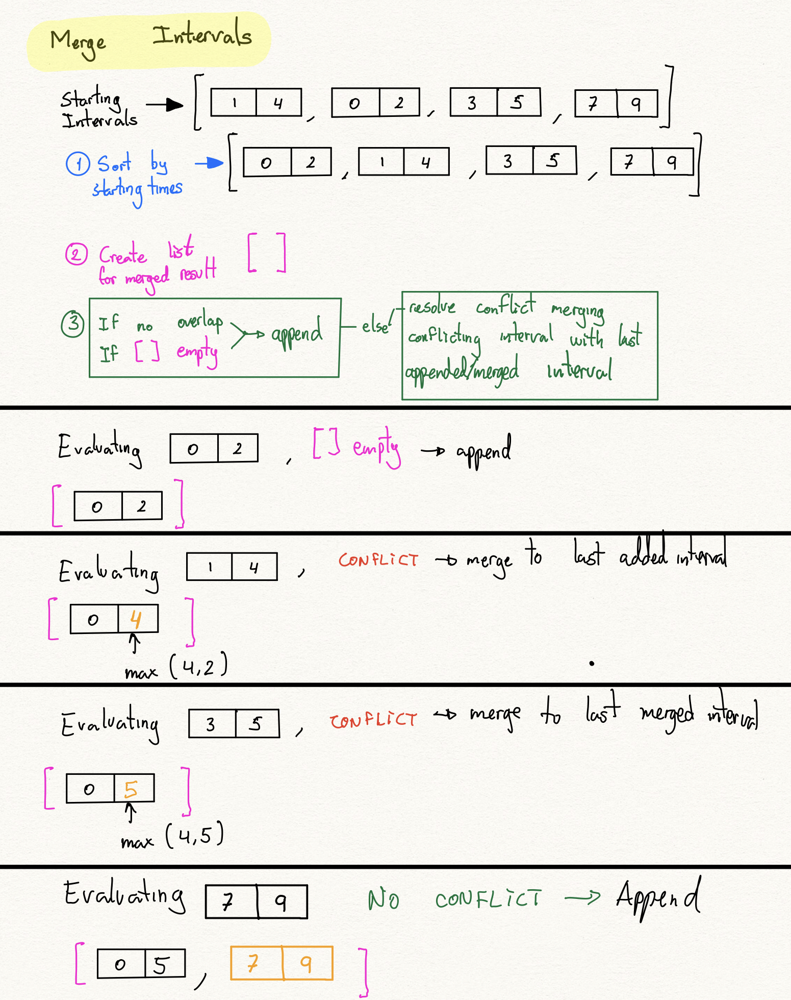 Merge Intervals
Starting Intervals → [ 1 4 , 0 2 , 3 5 , 7 9 ]
① Sort by starting times → [ 0 2 , 1 4 , 3 5 , 7 9 ]
② Create list
for merged result [ ]
③ If no overlap
If [ ] empty
→ append
else
resolve conflict merging
conflicting interval with last
appended/merged interval
Evaluating 0 2 , [ ] empty → append
[ 0 2 ]
Evaluating 1 4 , CONFLICT → merge to last added interval
[ 0 4 ]
max (4,2)
Evaluating 3 5 , CONFLICT → merge to last merged interval
[ 0 5 ]
max (4,5)
Evaluating 7 9 NO CONFLICT → Append
[ 0 5 , 7 9 ]